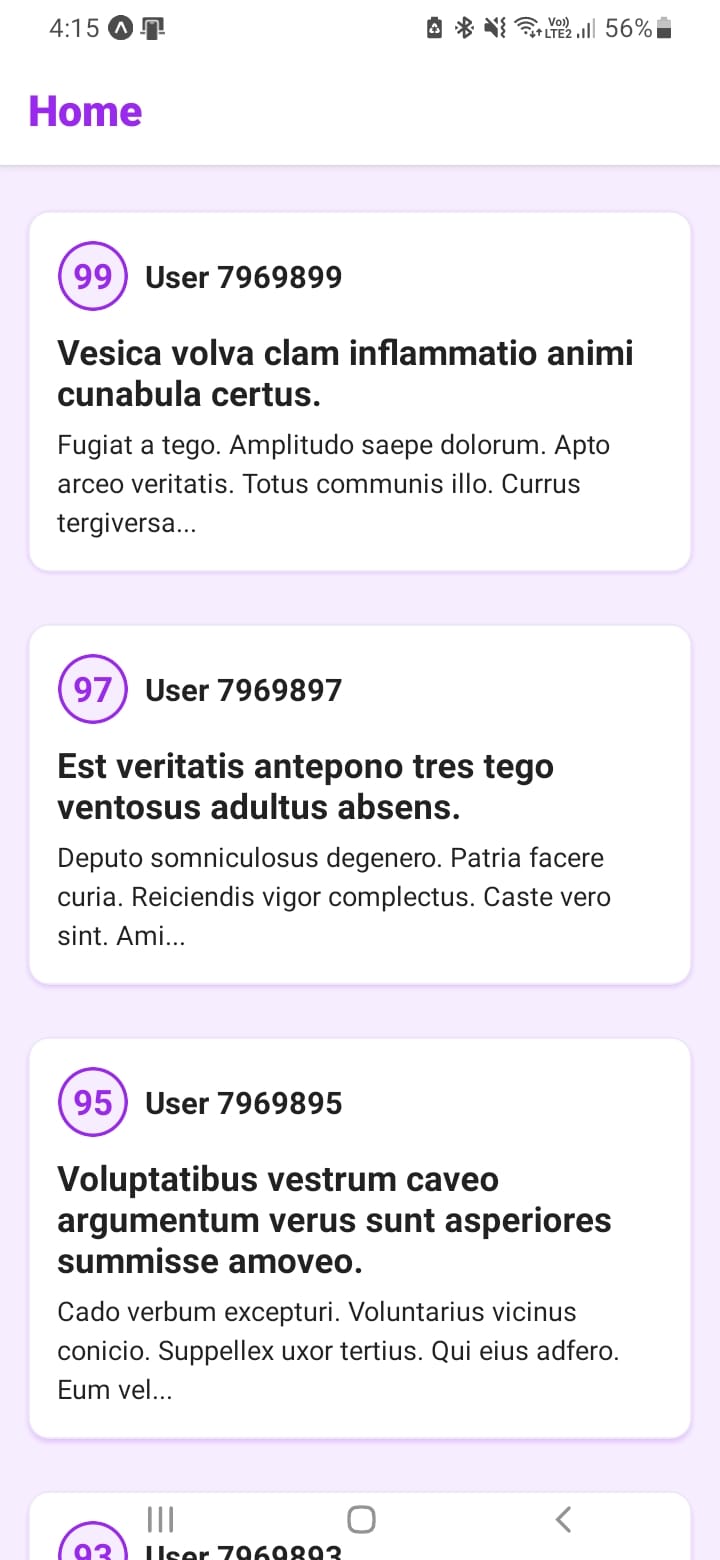 4:15 Vo)) LTE2 56%
Home
99 User 7969899
Vesica volva clam inflammatio animi
cunabula certus.
Fugiat a tego. Amplitudo saepe dolorum. Apto
arceo veritatis. Totus communis illo. Currus
tergiversa...
97 User 7969897
Est veritatis antepono tres tego
ventosus adultus absens.
Deputo somniculosus degenero. Patria facere
curia. Reiciendis vigor complectus. Caste vero
sint. Ami...
95 User 7969895
Voluptatibus vestrum caveo
argumentum verus sunt asperiores
summisse amoveo.
Cado verbum excepturi. Voluntarius vicinus
conicio. Suppellex uxor tertius. Qui eius adfero.
Eum vel...
93 User 7969893